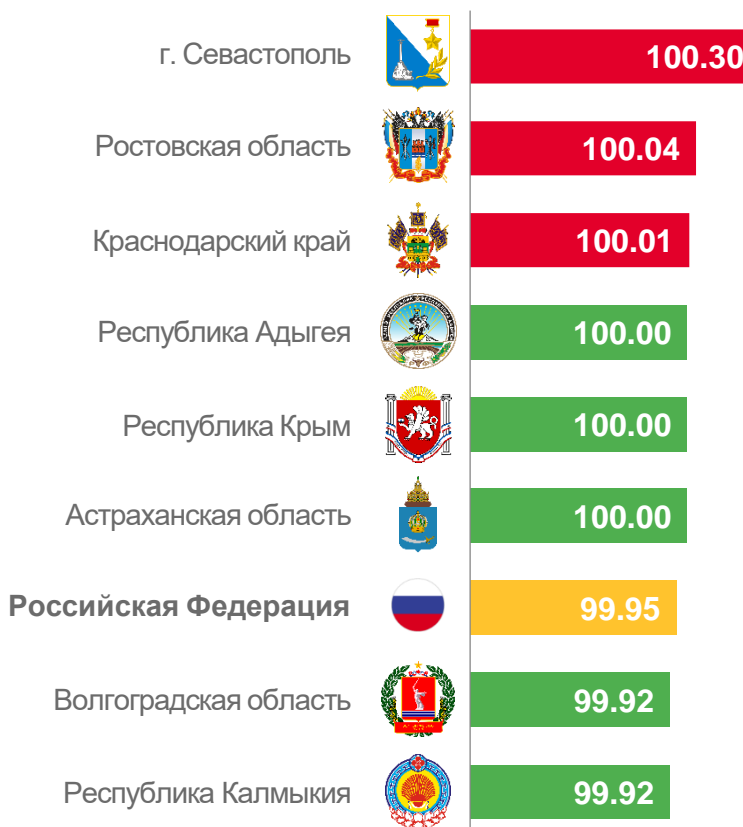 г. Севастополь 100.30
Ростовская область 100.04
Краснодарский край 100.01
Республика Адыгея 100.00
Республика Крым 100.00
Астраханская область 100.00
Российская Федерация 99.95
Волгоградская область 99.92
Республика Калмыкия 99.92